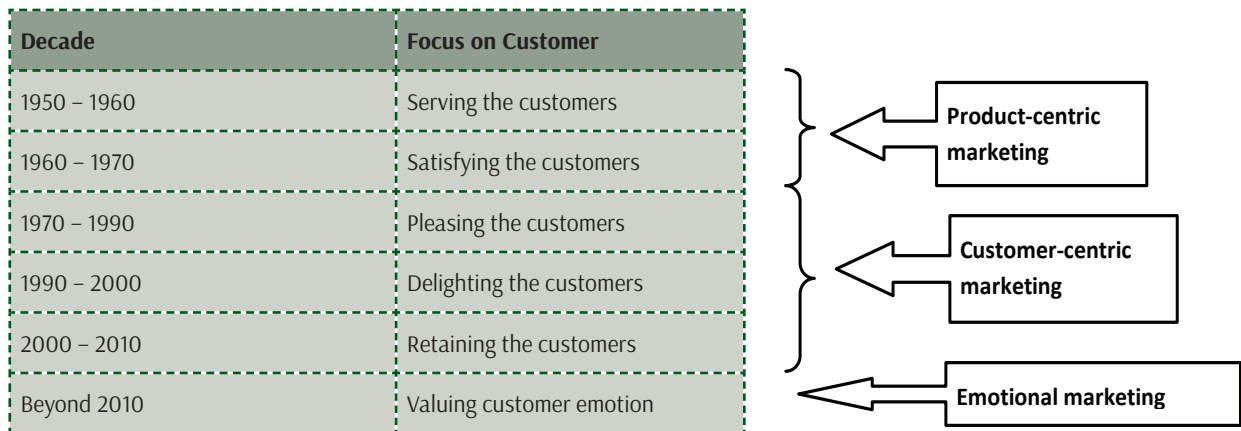 Decade Focus on Customer
1950 – 1960 Serving the customers
1960 – 1970 Satisfying the customers
1970 – 1990 Pleasing the customers
1990 – 2000 Delighting the customers
2000 – 2010 Retaining the customers
Beyond 2010 Valuing customer emotion
Product-centric
marketing
Customer-centric
marketing
Emotional marketing